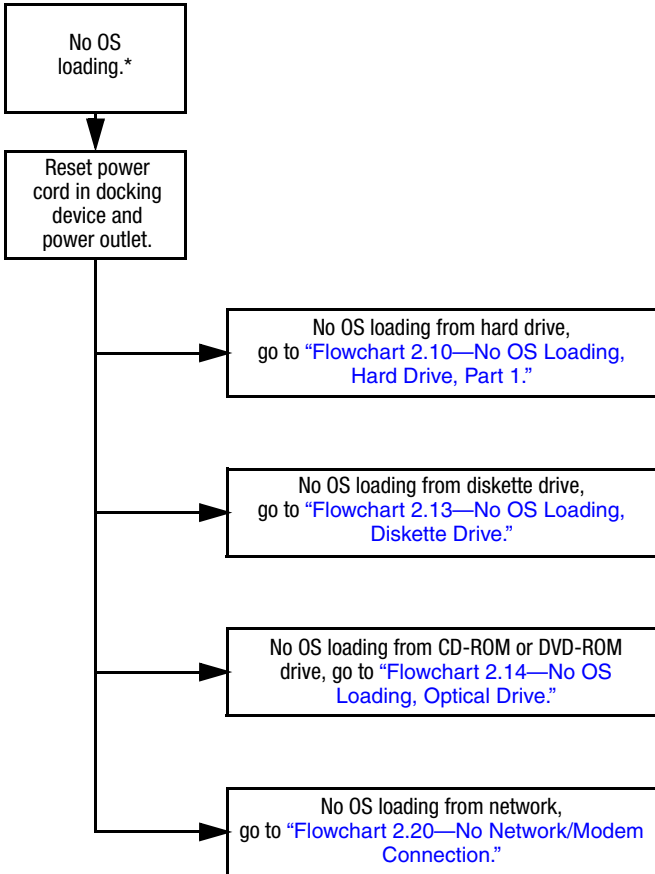 No OS
loading.*
Reset power
cord in docking
device and
power outlet.
No OS loading from hard drive,
go to “Flowchart 2.10—No OS Loading,
Hard Drive, Part 1.”
No OS loading from diskette drive,
go to “Flowchart 2.13—No OS Loading,
Diskette Drive.”
No OS loading from CD-ROM or DVD-ROM
drive, go to “Flowchart 2.14—No OS
Loading, Optical Drive.”
No OS loading from network,
go to “Flowchart 2.20—No Network/Modem
Connection.”